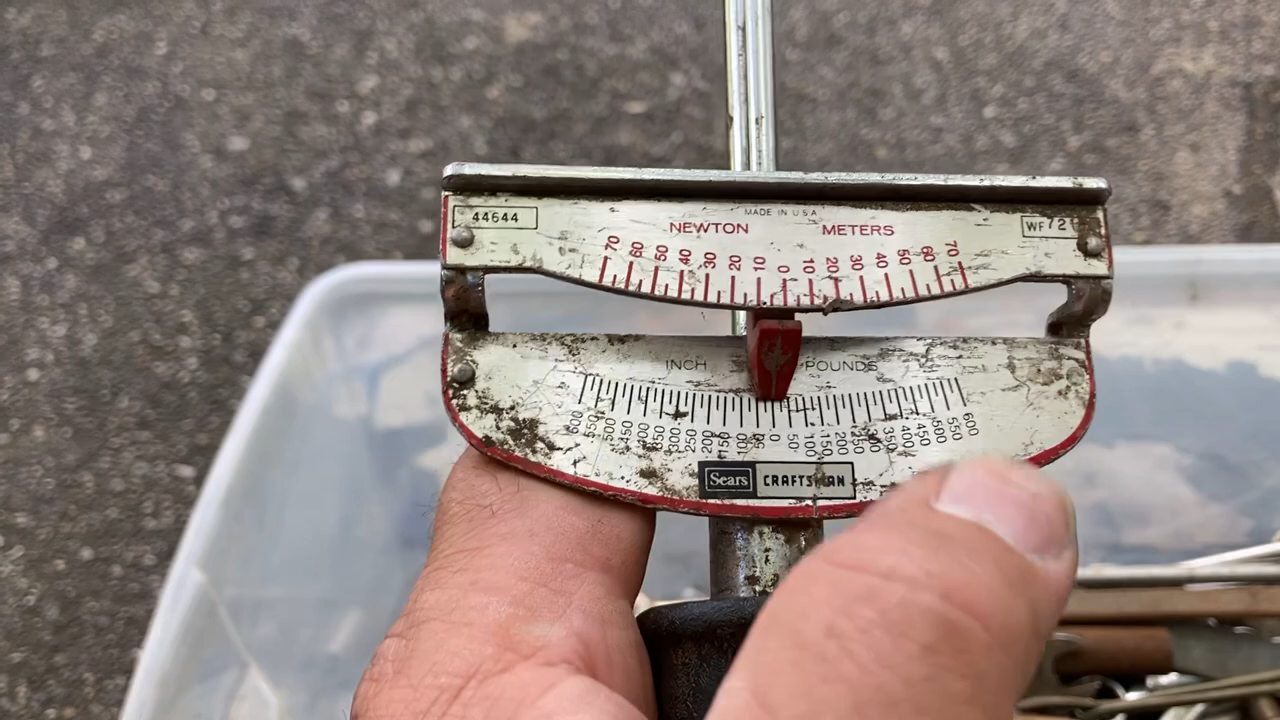 MADE IN USA
44644
NEWTON METERS
70 60 50 40 30 20 10 0 10 20 30 40 50 60 70
INCH POUNDS
600 550 500 450 400 350 300 250 200 150 100 50 0 50 100 150 200 250 300 350 400 450 500 550 600
Sears CRAFTSMAN